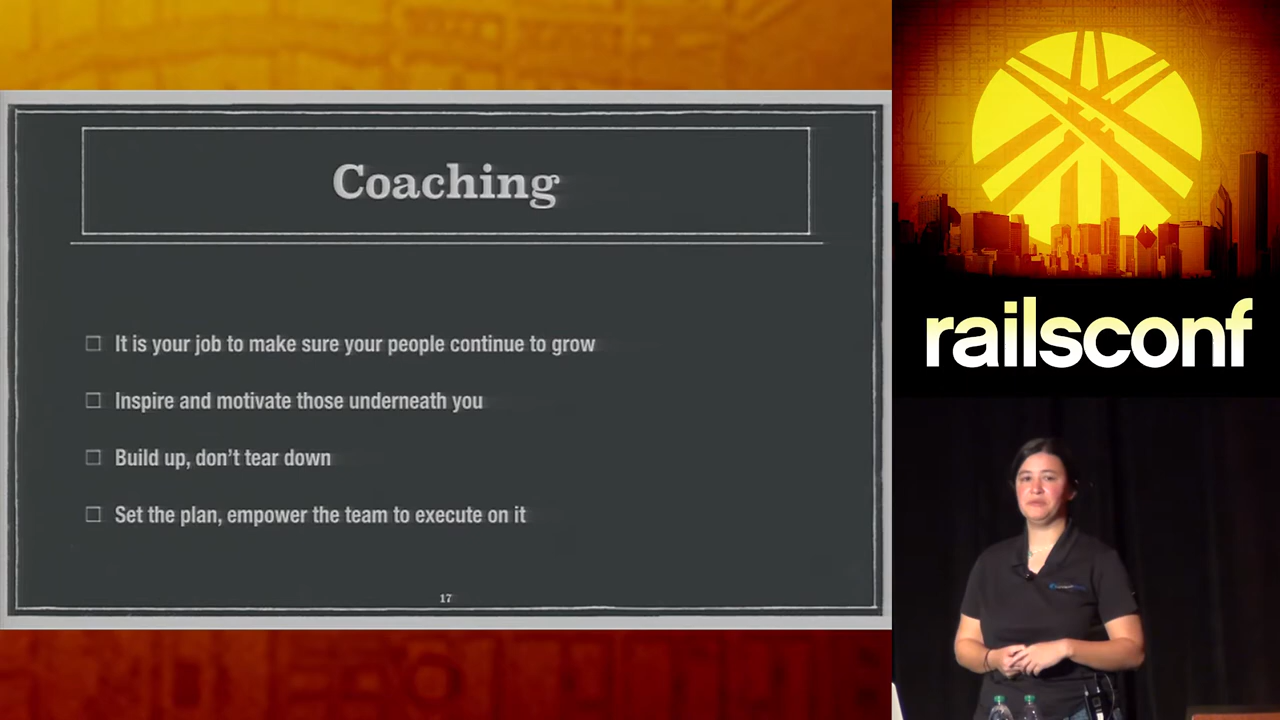 Coaching
It is your job to make sure your people continue to grow
Inspire and motivate those underneath you
Build up, don't tear down
Set the plan, empower the team to execute on it
17
railsconf